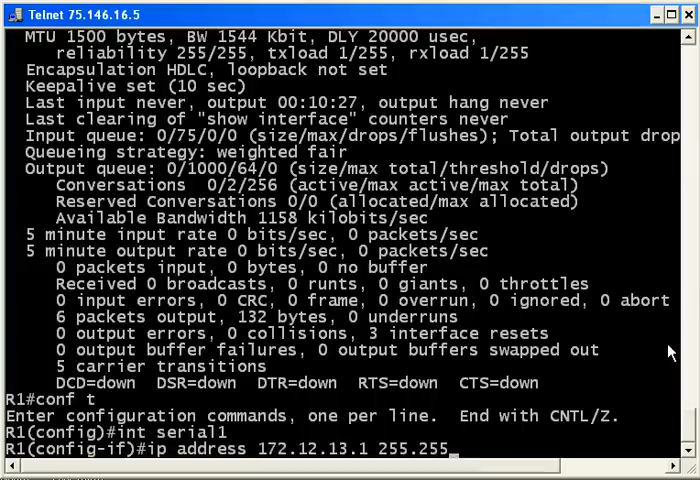 Telnet 75.146.16.5
MTU 1500 bytes, BW 1544 Kbit, DLY 20000 usec,
reliability 255/255, txload 1/255, rxload 1/255
Encapsulation HDLC, loopback not set
Keepalive set (10 sec)
Last input never, output 00:10:27, output hang never
Last clearing of "show interface" counters never
Input queue: 0/75/0/0 (size/max/drops/flushes); Total output drop
Queueing strategy: weighted fair
Output queue: 0/1000/64/0 (size/max total/threshold/drops)
Conversations  0/2/256 (active/max active/max total)
Reserved Conversations 0/0 (allocated/max allocated)
Available Bandwidth 1158 kilobits/sec
5 minute input rate 0 bits/sec, 0 packets/sec
5 minute output rate 0 bits/sec, 0 packets/sec
0 packets input, 0 bytes, 0 no buffer
Received 0 broadcasts, 0 runts, 0 giants, 0 throttles
0 input errors, 0 CRC, 0 frame, 0 overrun, 0 ignored, 0 abort
6 packets output, 132 bytes, 0 underruns
0 output errors, 0 collisions, 3 interface resets
0 output buffer failures, 0 output buffers swapped out
5 carrier transitions
DCD=down  DSR=down  DTR=down  RTS=down  CTS=down
R1#conf t
Enter configuration commands, one per line.  End with CNTL/Z.
R1(config)#int serial1
R1(config-if)#ip address 172.12.13.1 255.255_